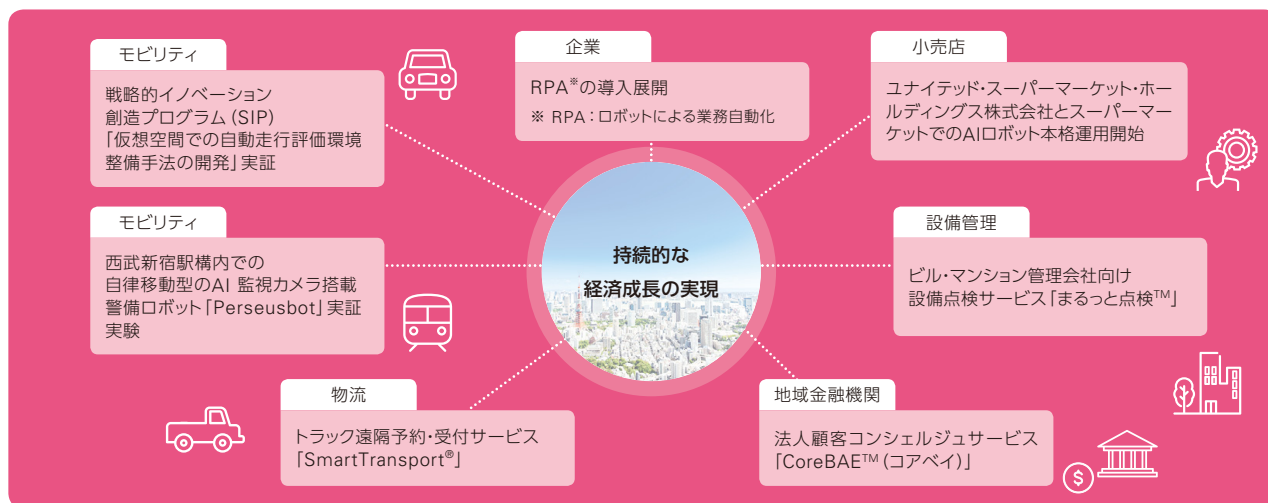 モビリティ
戦略的イノベーション
創造プログラム(SIP)
「仮想空間での自動走行評価環境
整備手法の開発」実証
企業
RPA※の導入展開
※ RPA:ロボットによる業務自動化
小売店
ユナイテッド・スーパーマーケット・ホー
ルディングス株式会社とスーパーマー
ケットでのAIロボット本格運用開始
モビリティ
西武新宿駅構内での
自律移動型のAI 監視カメラ搭載
警備ロボット「Perseusbot」実証
実験
持続的な
経済成長の実現
設備管理
ビル・マンション管理会社向け
設備点検サービス「まるっと点検™」
物流
トラック遠隔予約・受付サービス
「SmartTransport®」
地域金融機関
法人顧客コンシェルジュサービス
「CoreBAE™(コアベイ)」
$